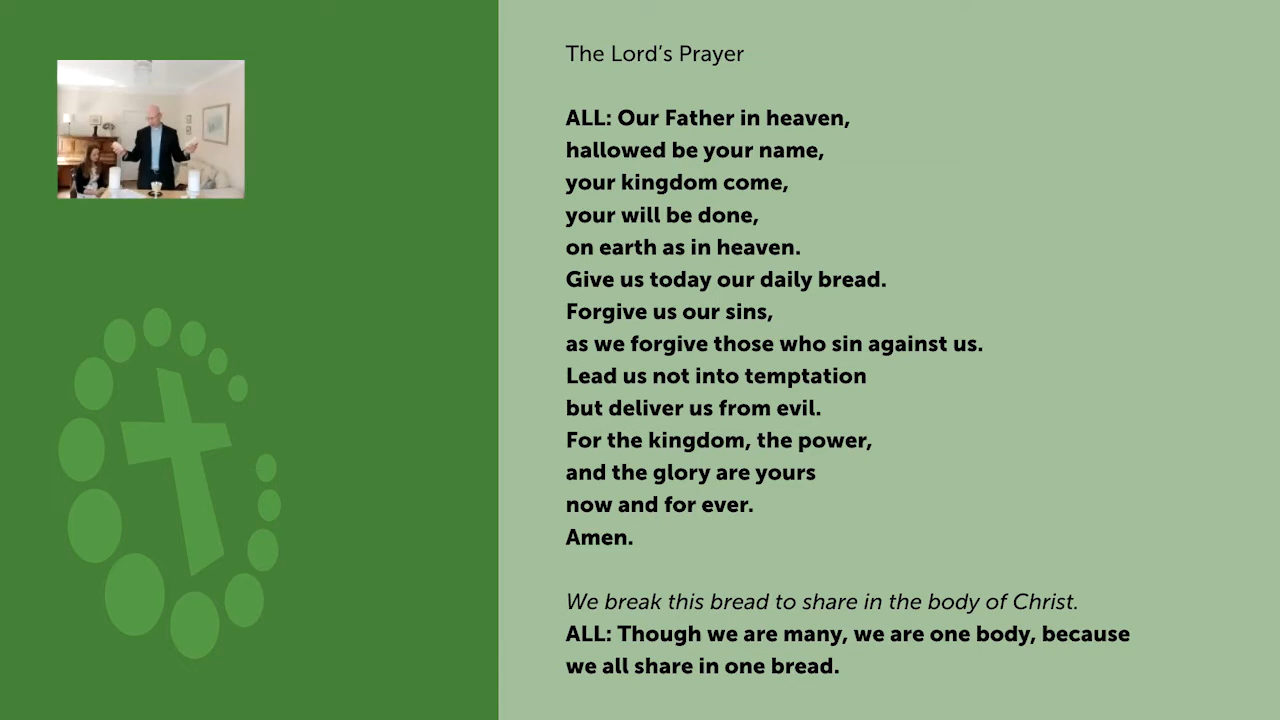 The Lord’s Prayer
ALL: Our Father in heaven,
hallowed be your name,
your kingdom come,
your will be done,
on earth as in heaven.
Give us today our daily bread.
Forgive us our sins,
as we forgive those who sin against us.
Lead us not into temptation
but deliver us from evil.
For the kingdom, the power,
and the glory are yours
now and for ever.
Amen.
We break this bread to share in the body of Christ.
ALL: Though we are many, we are one body, because
we all share in one bread.